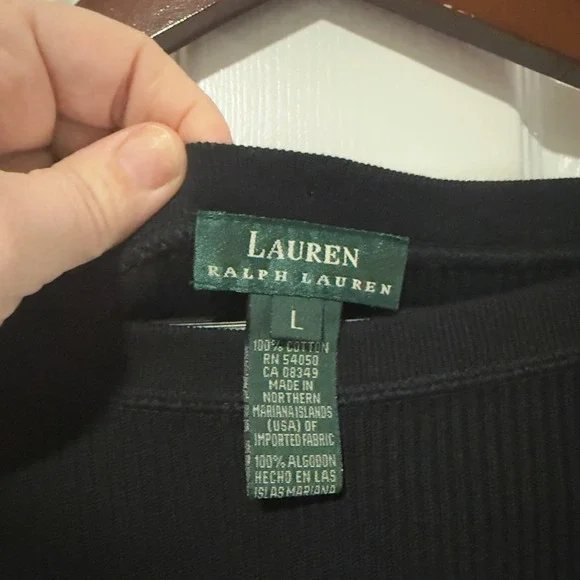 LAUREN
RALPH LAUREN
L
100% COTTON
RN 54050
CA 08349
MADE IN
NORTHERN
MARIANA ISLANDS
(USA) OF
IMPORTED FABRIC
100% ALGODON
HECHO EN LAS
ISLAS MARIANA